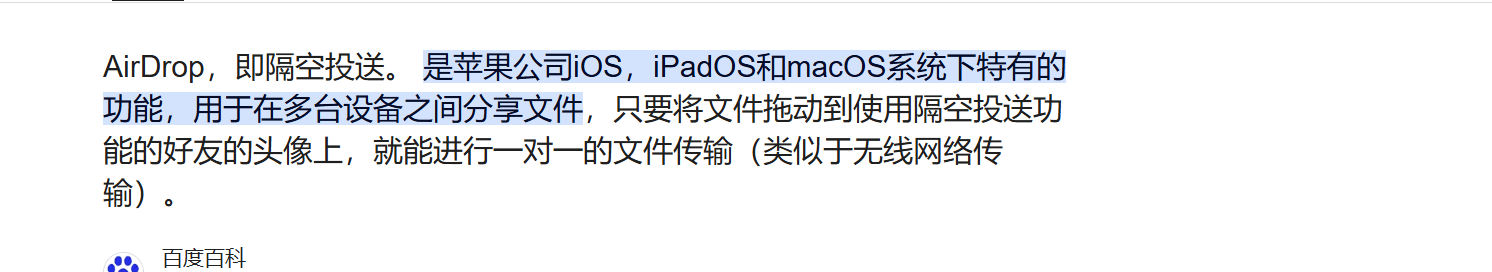 AirDrop，即隔空投送。 是苹果公司iOS，iPadOS和macOS系统下特有的
功能，用于在多台设备之间分享文件，只要将文件拖动到使用隔空投送功
能的好友的头像上，就能进行一对一的文件传输（类似于无线网络传
输）。
百度百科